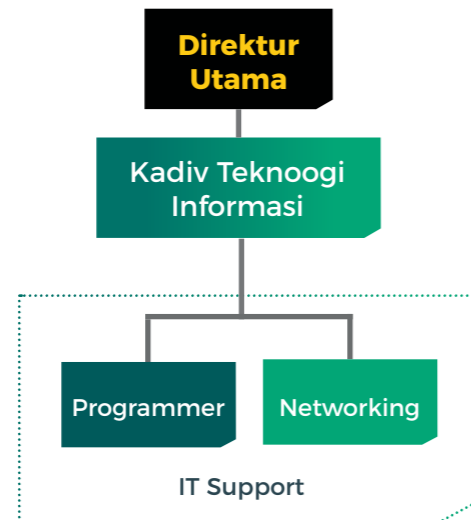 Direktur
Utama
Kadiv Teknoogi
Informasi
Programmer
Networking
IT Support